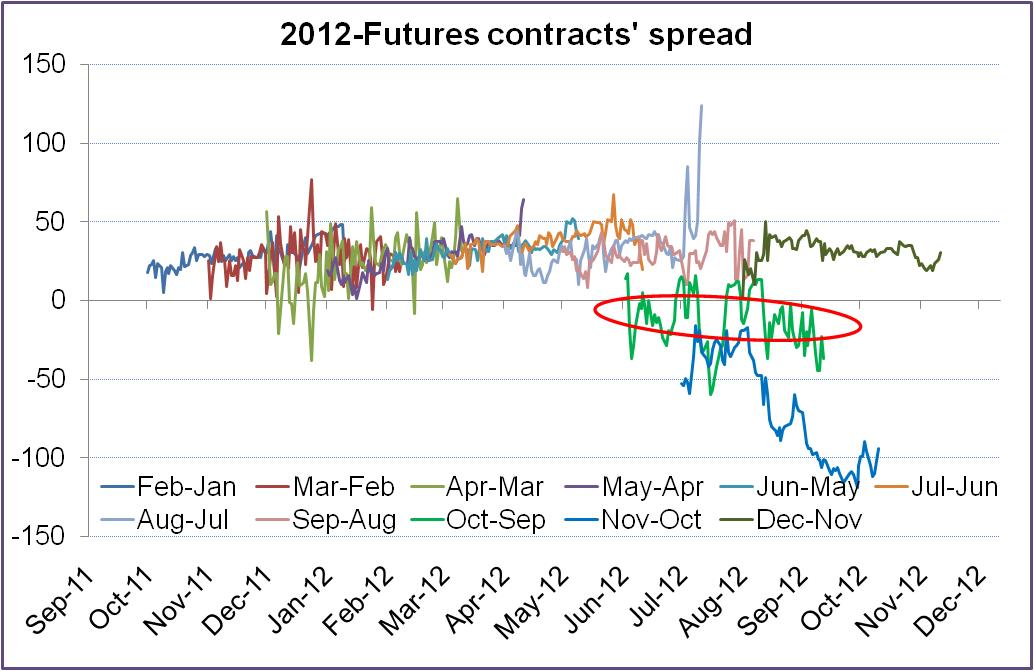 2012-Futures contracts' spread
150
100
50
0
-50
-100
-150
Feb-Jan Mar-Feb Apr-Mar May-Apr Jun-May Jul-Jun
Aug-Jul Sep-Aug Oct-Sep Nov-Oct Dec-Nov
Sep-11 Oct-11 Nov-11 Dec-11 Jan-12 Feb-12 Mar-12 Apr-12 May-12 Jun-12 Jul-12 Aug-12 Sep-12 Oct-12 Nov-12 Dec-12